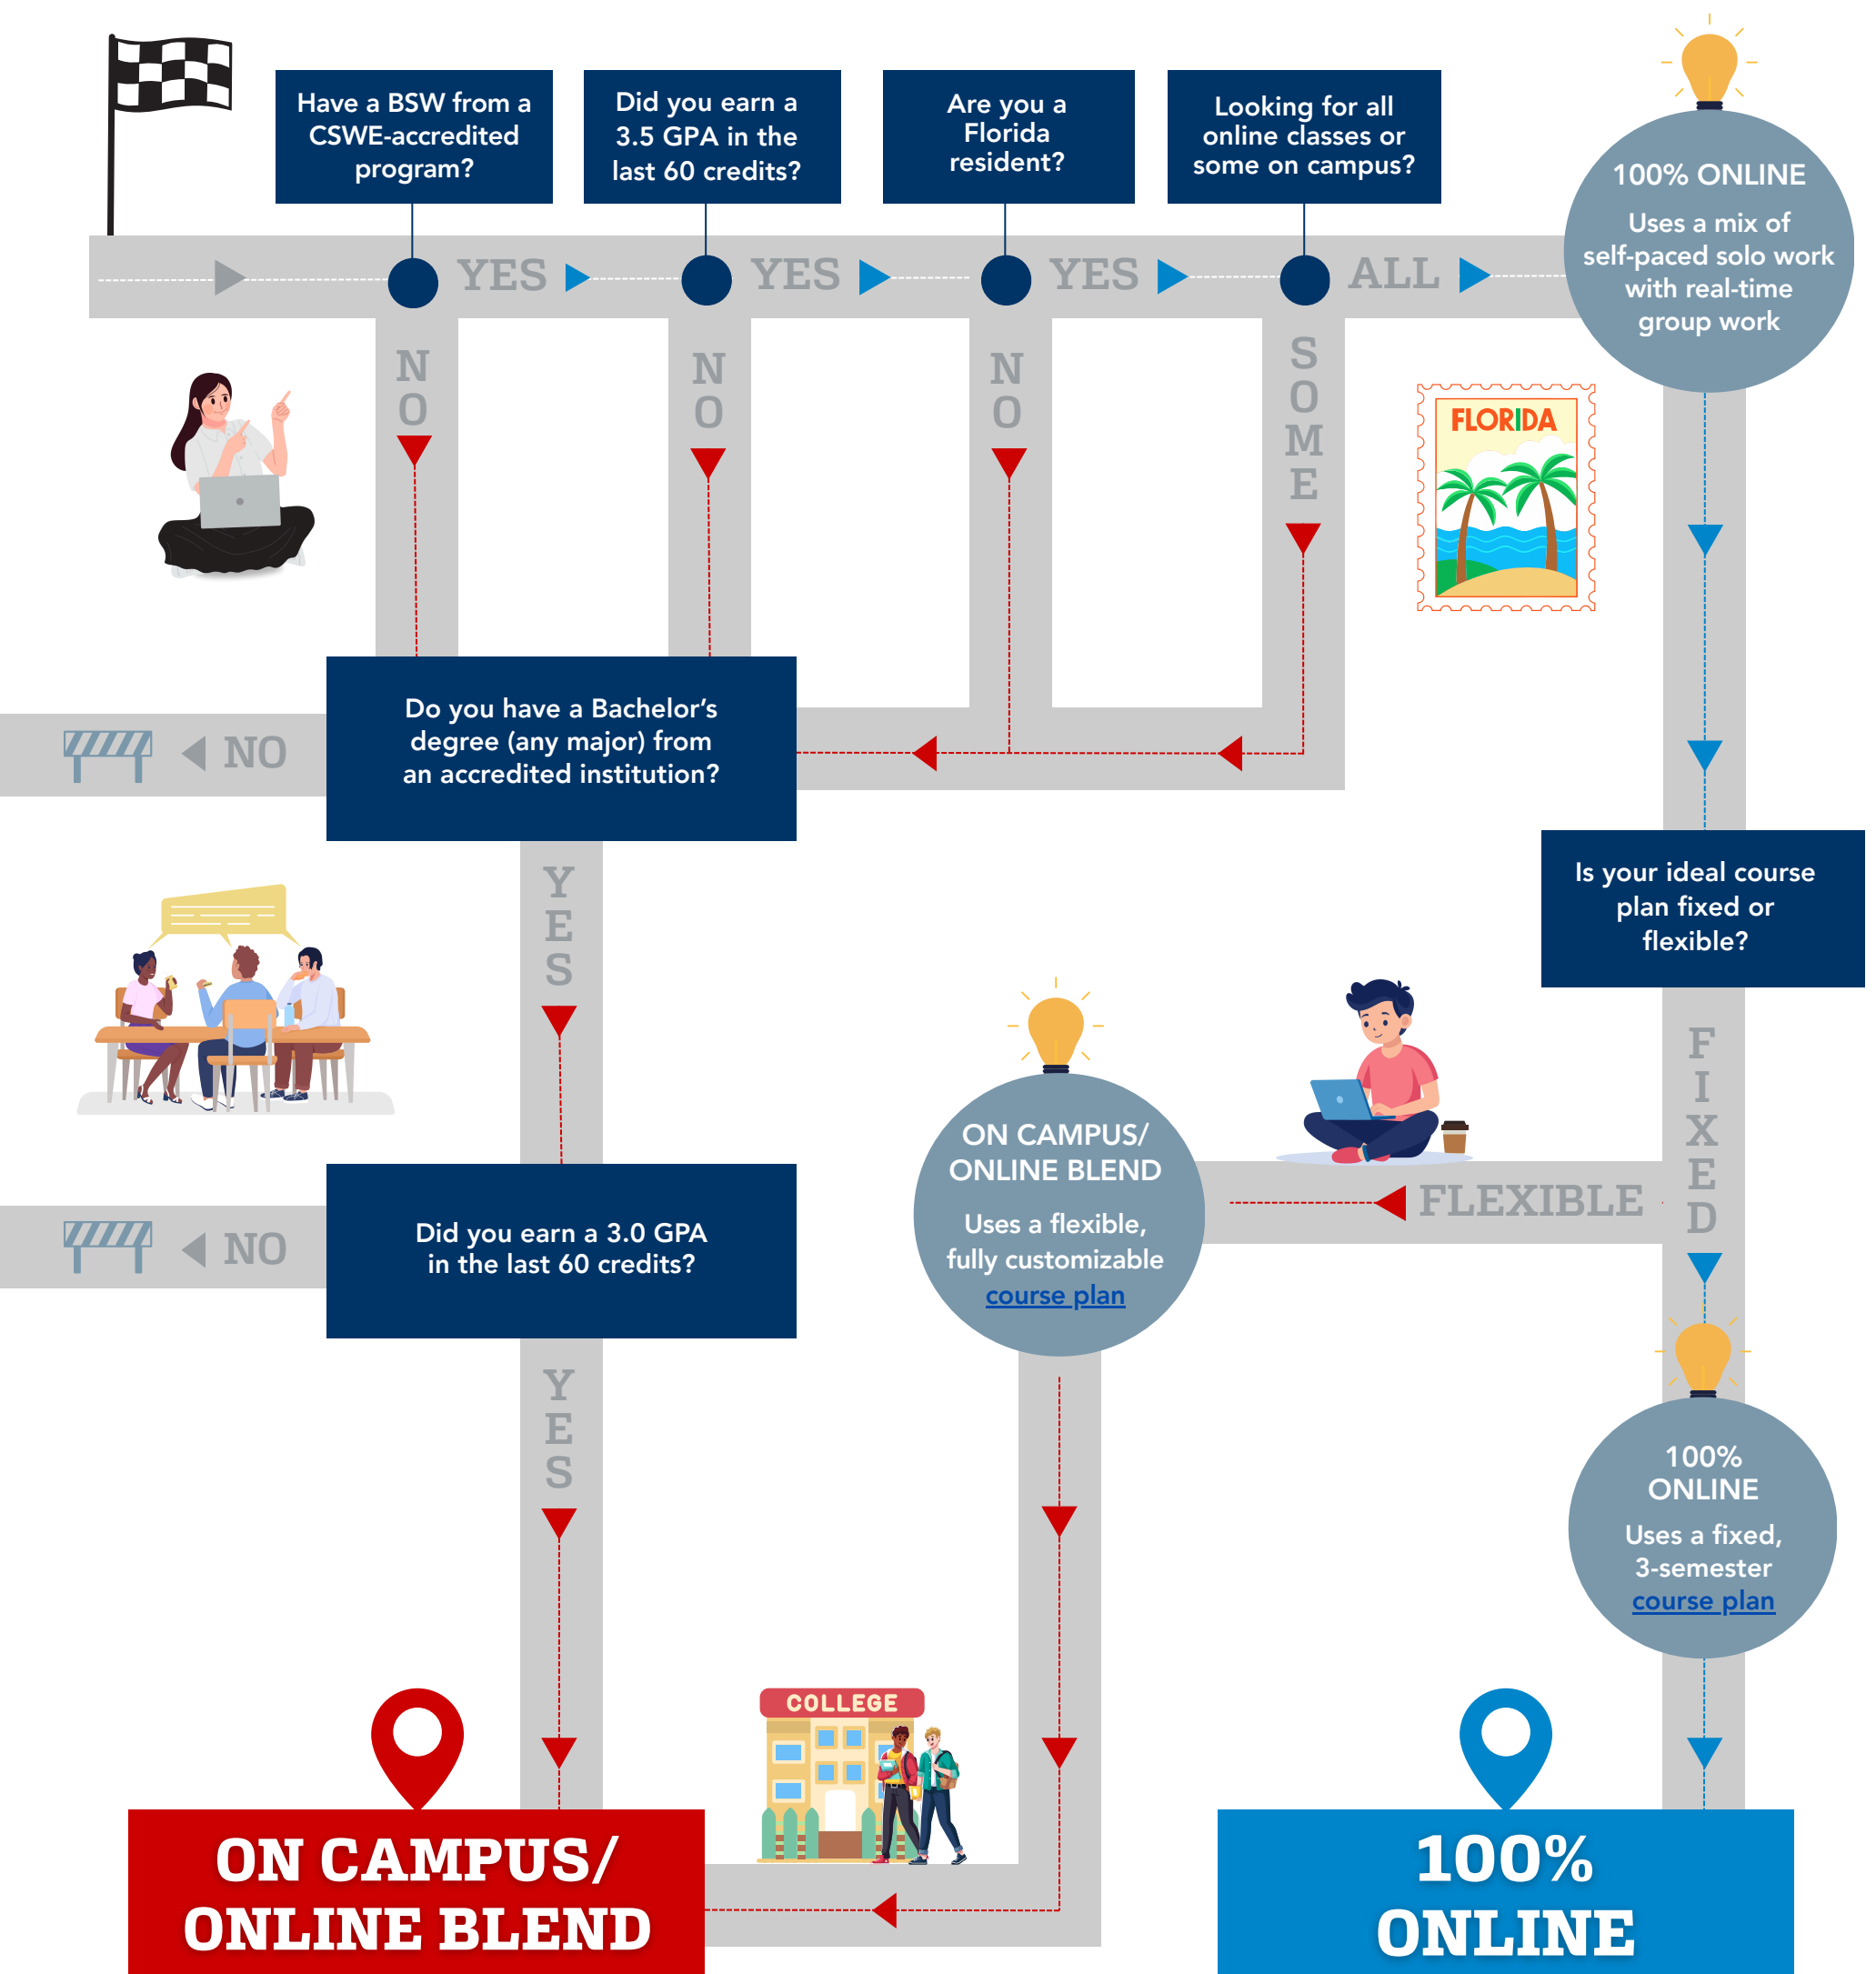 Have a BSW from a
CSWE-accredited
program?
Did you earn a
3.5 GPA in the
last 60 credits?
Are you a
Florida
resident?
Looking for all
online classes or
some on campus?
100% ONLINE
Uses a mix of
self-paced solo work
with real-time
group work
YES
YES
YES
ALL
NO
NO
NO
SOME
FLORIDA
Do you have a Bachelor’s
degree (any major) from
an accredited institution?
NO
YES
Is your ideal course
plan fixed or
flexible?
FIXED
FLEXIBLE
ON CAMPUS/
ONLINE BLEND
Uses a flexible,
fully customizable
course plan
Did you earn a 3.0 GPA
in the last 60 credits?
NO
YES
100%
ONLINE
Uses a fixed,
3-semester
course plan
COLLEGE
ON CAMPUS/
ONLINE BLEND
100%
ONLINE